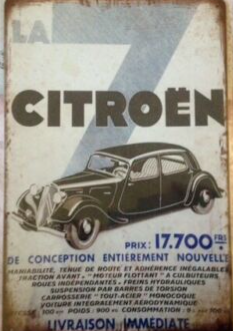 LA
7
CITROËN
PRIX: 17.700 FRS
DE CONCEPTION ENTIÈREMENT NOUVELLE
MANIABILITÉ, TENUE DE ROUTE ET ADHÉRENCE INÉGALABLES
TRACTION AVANT. "MOTEUR FLOTTANT" A CULBUTEURS
ROUES INDÉPENDANTES. FREINS HYDRAULIQUES
SUSPENSION PAR BARRES DE TORSION
CARROSSERIE "TOUT-ACIER" MONOCOQUE
VOITURE INTÉGRALEMENT AÉRODYNAMIQUE
POIDS: 900 CONSOMMATION:
LIVRAISON IMMÉDIATE